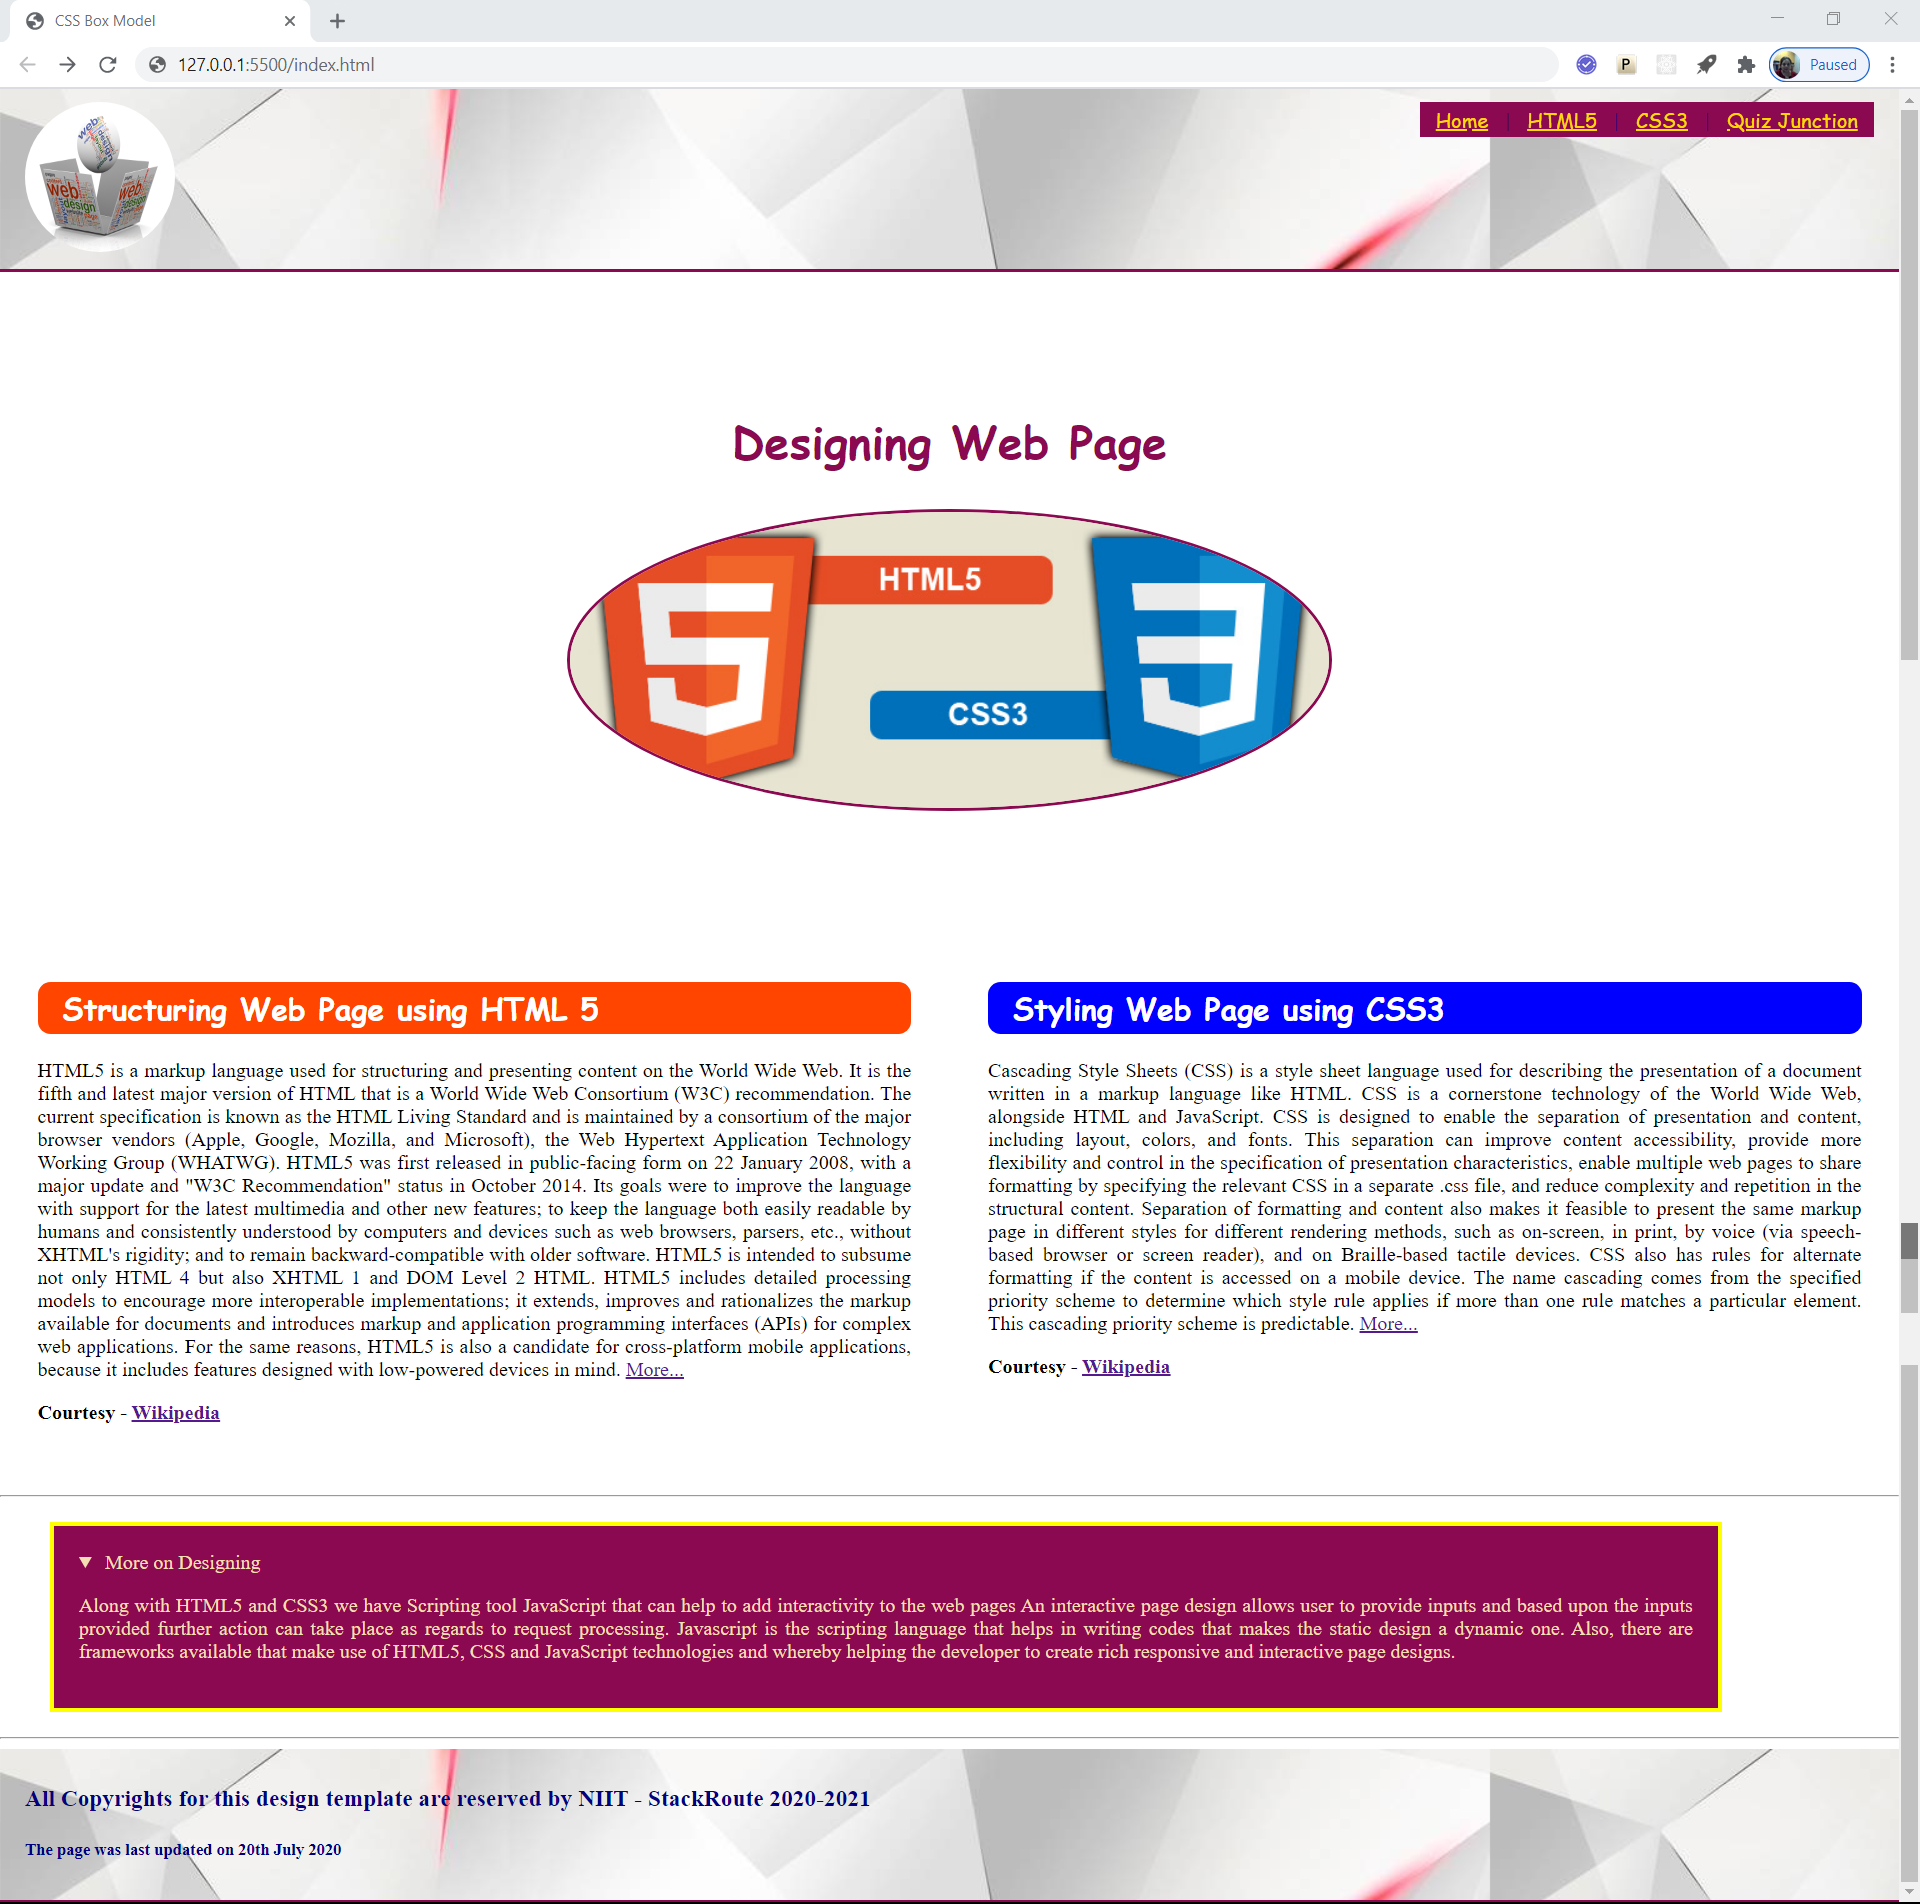 CSS Box Model
127.0.0.1:5500/index.html
P
Paused
web
design
web
design
web
design
Home | HTML5 | CSS3 | Quiz Junction
Designing Web Page
HTML5
CSS3
Structuring Web Page using HTML 5
HTML5 is a markup language used for structuring and presenting content on the World Wide Web. It is the
fifth and latest major version of HTML that is a World Wide Web Consortium (W3C) recommendation. The
current specification is known as the HTML Living Standard and is maintained by a consortium of the major
browser vendors (Apple, Google, Mozilla, and Microsoft), the Web Hypertext Application Technology
Working Group (WHATWG). HTML5 was first released in public-facing form on 22 January 2008, with a
major update and "W3C Recommendation" status in October 2014. Its goals were to improve the language
with support for the latest multimedia and other new features; to keep the language both easily readable by
humans and consistently understood by computers and devices such as web browsers, parsers, etc., without
XHTML's rigidity; and to remain backward-compatible with older software. HTML5 is intended to subsume
not only HTML 4 but also XHTML 1 and DOM Level 2 HTML. HTML5 includes detailed processing
models to encourage more interoperable implementations; it extends, improves and rationalizes the markup
available for documents and introduces markup and application programming interfaces (APIs) for complex
web applications. For the same reasons, HTML5 is also a candidate for cross-platform mobile applications,
because it includes features designed with low-powered devices in mind. More...
Courtesy - Wikipedia
Styling Web Page using CSS3
Cascading Style Sheets (CSS) is a style sheet language used for describing the presentation of a document
written in a markup language like HTML. CSS is a cornerstone technology of the World Wide Web,
alongside HTML and JavaScript. CSS is designed to enable the separation of presentation and content,
including layout, colors, and fonts. This separation can improve content accessibility, provide more
flexibility and control in the specification of presentation characteristics, enable multiple web pages to share
formatting by specifying the relevant CSS in a separate .css file, and reduce complexity and repetition in the
structural content. Separation of formatting and content also makes it feasible to present the same markup
page in different styles for different rendering methods, such as on-screen, in print, by voice (via speech-
based browser or screen reader), and on Braille-based tactile devices. CSS also has rules for alternate
formatting if the content is accessed on a mobile device. The name cascading comes from the specified
priority scheme to determine which style rule applies if more than one rule matches a particular element.
This cascading priority scheme is predictable. More...
Courtesy - Wikipedia
More on Designing
Along with HTML5 and CSS3 we have Scripting tool JavaScript that can help to add interactivity to the web pages An interactive page design allows user to provide inputs and based upon the inputs
provided further action can take place as regards to request processing. Javascript is the scripting language that helps in writing codes that makes the static design a dynamic one. Also, there are
frameworks available that make use of HTML5, CSS and JavaScript technologies and whereby helping the developer to create rich responsive and interactive page designs.
All Copyrights for this design template are reserved by NIIT - StackRoute 2020-2021
The page was last updated on 20th July 2020